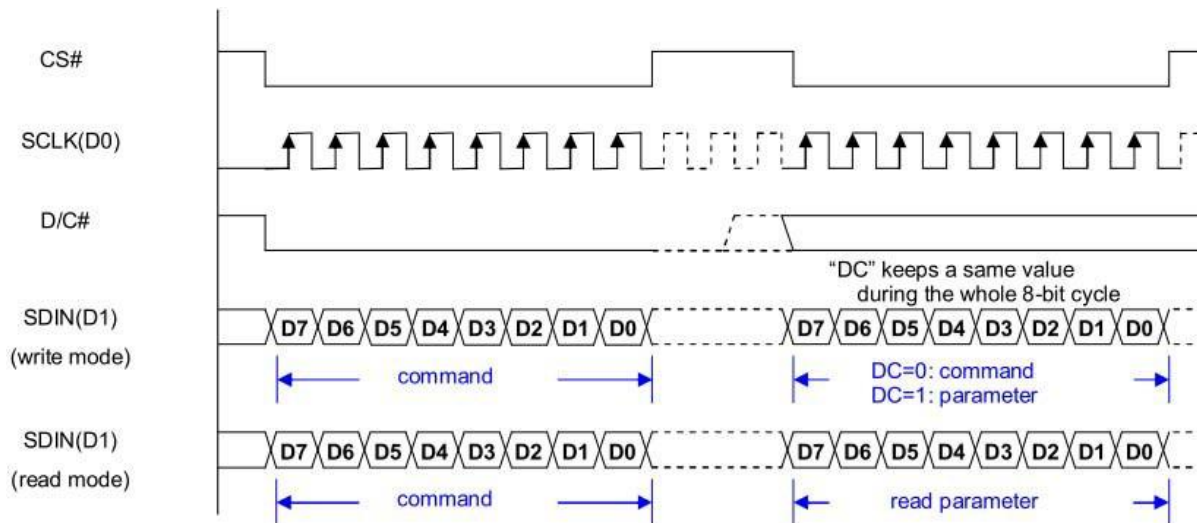 CS#
SCLK(D0)
D/C#
“DC” keeps a same value
during the whole 8-bit cycle
SDIN(D1)
(write mode)
D7 D6 D5 D4 D3 D2 D1 D0 D7 D6 D5 D4 D3 D2 D1 D0
command
DC=0: command
DC=1: parameter
SDIN(D1)
(read mode)
D7 D6 D5 D4 D3 D2 D1 D0 D7 D6 D5 D4 D3 D2 D1 D0
command read parameter